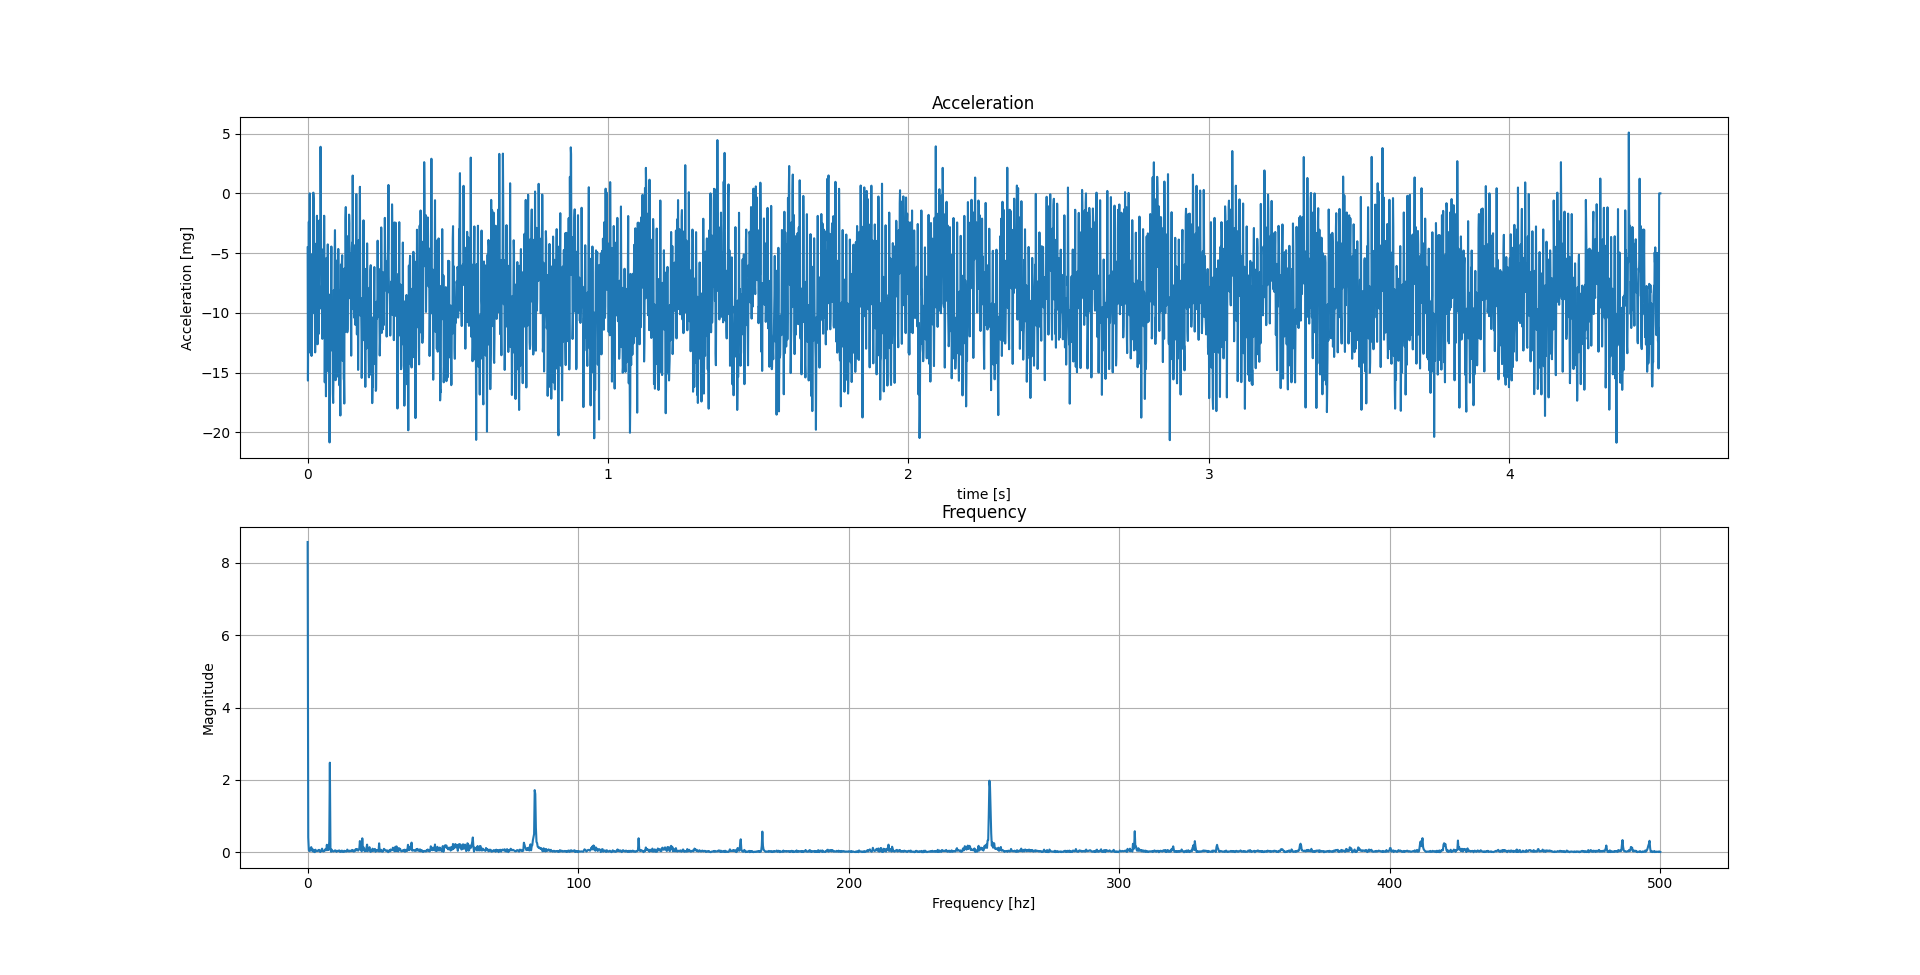 Acceleration
5
0
−5
−10
−15
−20
Acceleration [mg]
0 1 2 3 4
time [s]
Frequency
8
6
4
2
0
Magnitude
0 100 200 300 400 500
Frequency [hz]